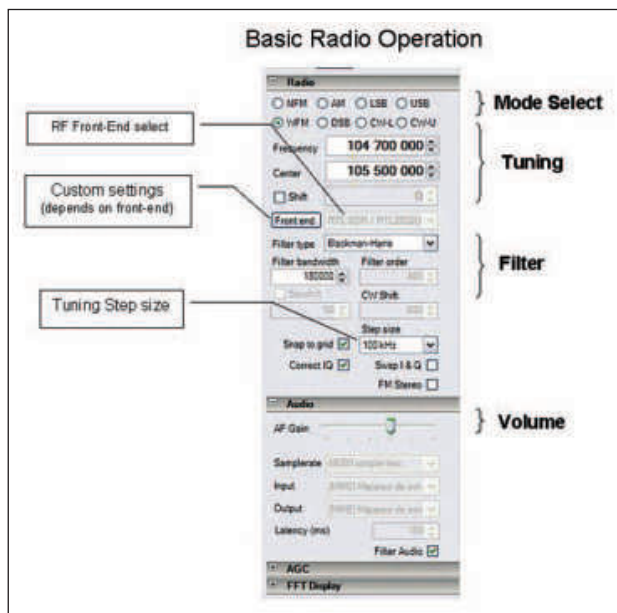 Basic Radio Operation
Radio
NFM AM LSB USB
Mode Select
WFM DSB CW-L CW-U
RF Front-End select
Frequency 104 700 000
Tuning
Center 105 500 000
Shift 0
Custom settings
(depends on front-end)
Front end
Filter type Blackman-Harris
Filter
Filter bandwidth Filter order
180000
Tuning Step size
CW Shift
Step size
Snap to grid 100 kHz
Correct IQ Swap I & Q
FM Stereo
Audio
Volume
AF Gain
Samplerate
Input
Output
Latency (ms)
Filter Audio
AGC
FFT Display